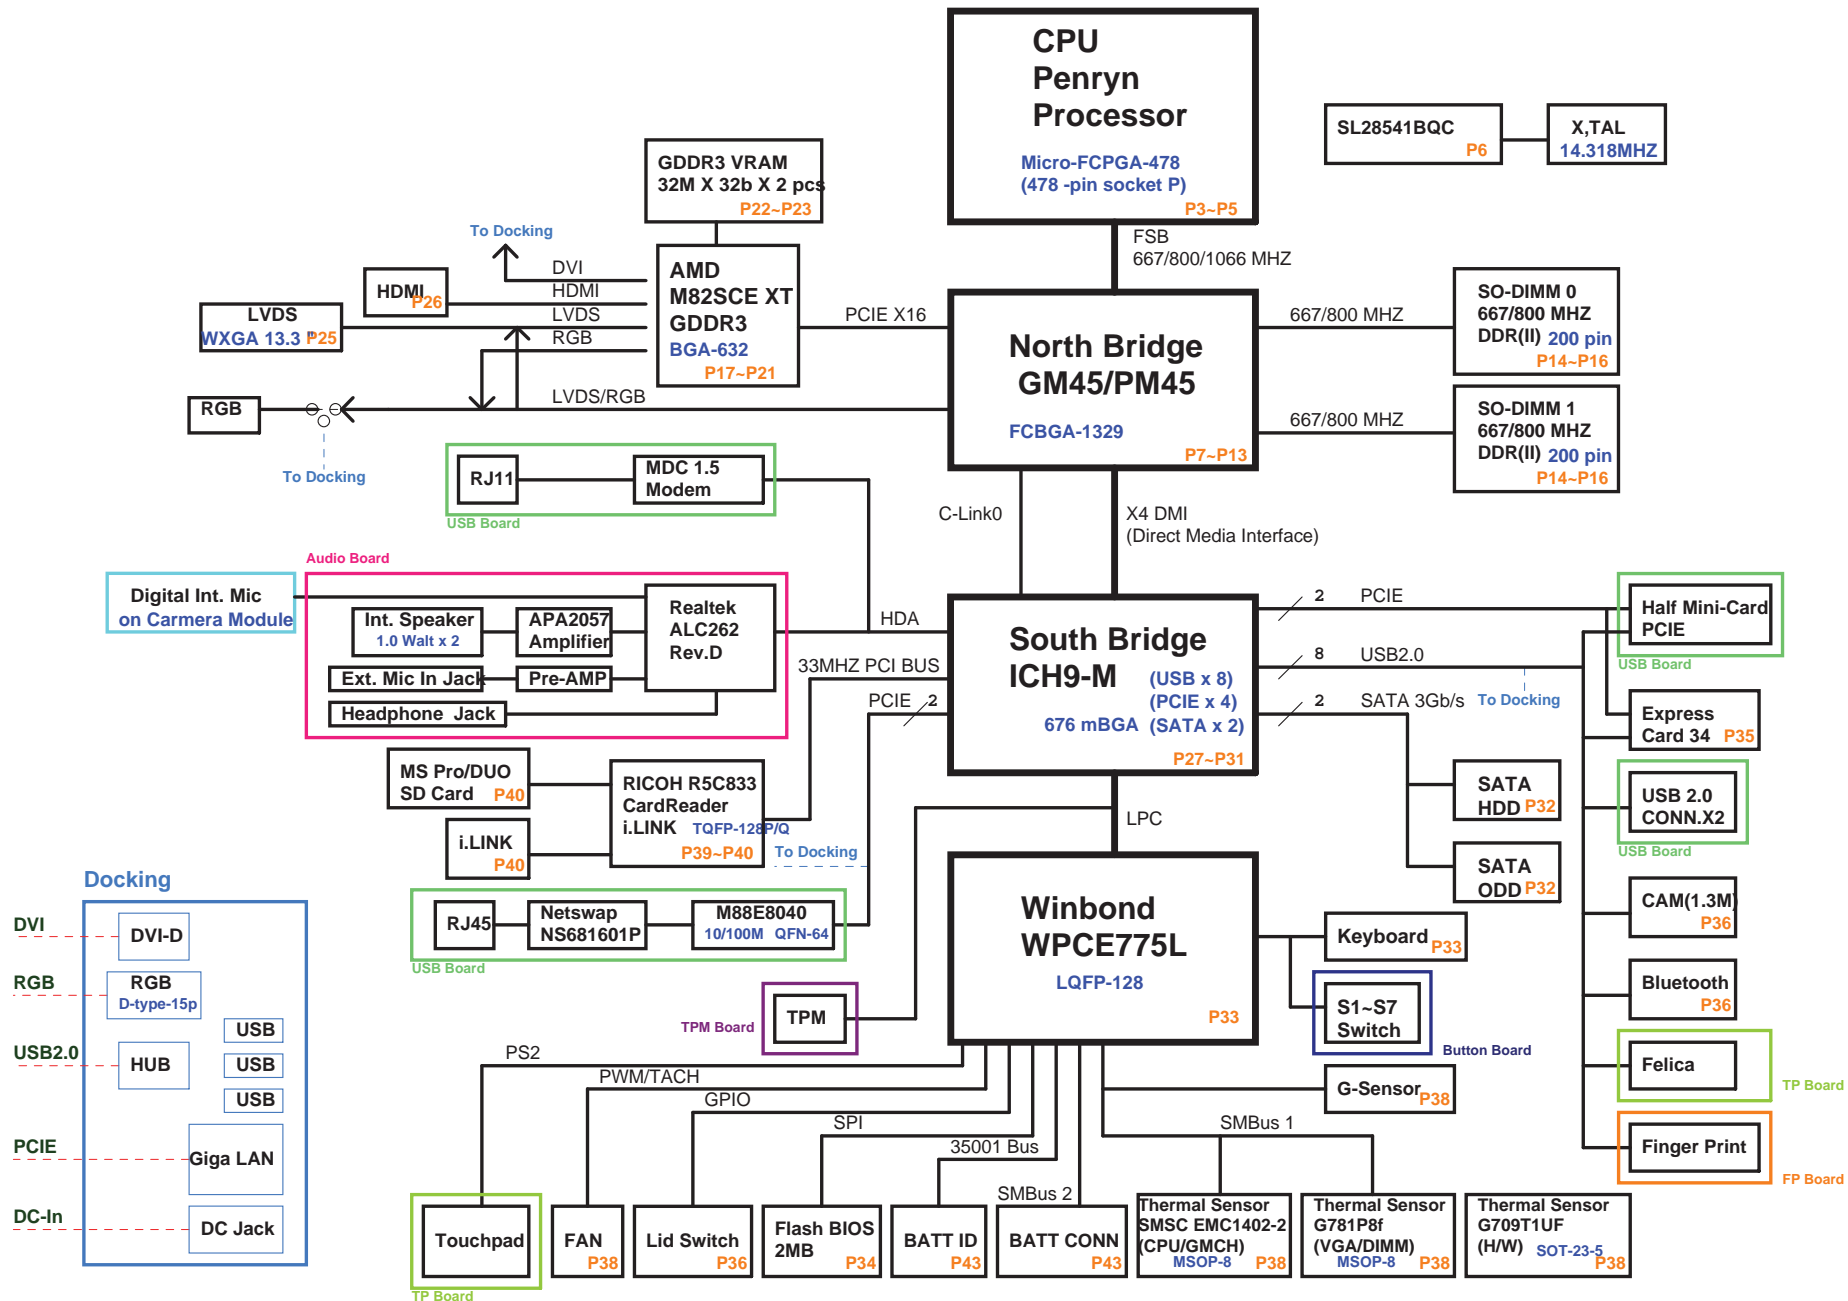 CPU
Penryn
Processor
Micro-FCPGA-478
(478 -pin socket P)
P3~P5
SL28541BQC
P6
X,TAL
14.318MHZ
GDDR3 VRAM
32M X 32b X 2 pcs
P22~P23
FSB
667/800/1066 MHZ
To Docking
DVI
HDMI
LVDS
RGB
HDMI
P26
LVDS
WXGA 13.3 "
P25
AMD
M82SCE XT
GDDR3
BGA-632
P17~P21
PCIE X16
North Bridge
GM45/PM45
FCBGA-1329
P7~P13
667/800 MHZ
SO-DIMM 0
667/800 MHZ
DDR(II) 200 pin
P14~P16
667/800 MHZ
SO-DIMM 1
667/800 MHZ
DDR(II) 200 pin
P14~P16
RGB
LVDS/RGB
To Docking
RJ11
MDC 1.5
Modem
USB Board
C-Link0
X4 DMI
(Direct Media Interface)
Audio Board
Digital Int. Mic
on Carmera Module
Int. Speaker
1.0 Walt x 2
APA2057
Amplifier
Realtek
ALC262
Rev.D
Ext. Mic In Jack
Pre-AMP
Headphone Jack
HDA
33MHZ PCI BUS
PCIE
2
South Bridge
ICH9-M
(USB x 8)
(PCIE x 4)
676 mBGA (SATA x 2)
P27~P31
2
PCIE
8
USB2.0
2
SATA 3Gb/s
To Docking
Half Mini-Card
PCIE
USB Board
Express
Card 34 P35
USB 2.0
CONN.X2
USB Board
SATA
HDD P32
SATA
ODD P32
CAM(1.3M)
P36
Bluetooth
P36
Felica
TP Board
Finger Print
FP Board
MS Pro/DUO
SD Card
P40
i.LINK
P40
RICOH R5C833
CardReader
i.LINK TQFP-128P/Q
P39~P40
To Docking
LPC
RJ45
Netswap
NS681601P
M88E8040
10/100M QFN-64
USB Board
Winbond
WPCE775L
LQFP-128
P33
Keyboard
P33
S1~S7
Switch
Button Board
TPM Board
TPM
G-Sensor
P38
PS2
PWM/TACH
GPIO
SPI
35001 Bus
SMBus 2
SMBus 1
Touchpad
TP Board
FAN
P38
Lid Switch
P36
Flash BIOS
2MB
P34
BATT ID
P43
BATT CONN
P43
Thermal Sensor
SMSC EMC1402-2
(CPU/GMCH)
MSOP-8
P38
Thermal Sensor
G781P8f
(VGA/DIMM)
MSOP-8
P38
Thermal Sensor
G709T1UF
(H/W) SOT-23-5
P38
Docking
DVI
DVI-D
RGB
RGB
D-type-15p
USB2.0
HUB
USB
USB
USB
PCIE
Giga LAN
DC-In
DC Jack